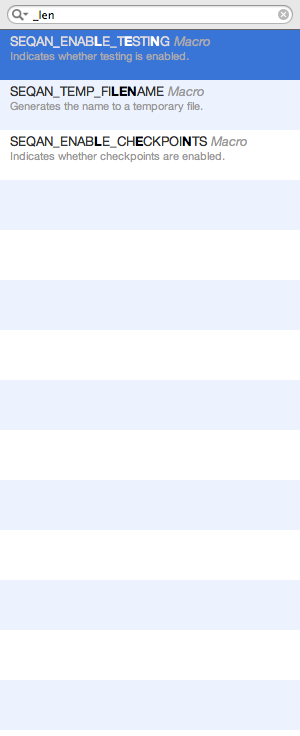 _len
SEQAN_ENABLE_TESTING Macro
Indicates whether testing is enabled.
SEQAN_TEMP_FILENAME Macro
Generates the name to a temporary file.
SEQAN_ENABLE_CHECKPOINTS Macro
Indicates whether checkpoints are enabled.